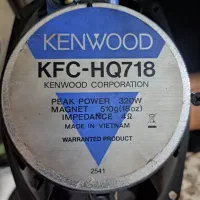 KENWOOD
KFC-HQ718
KENWOOD CORPORATION
PEAK POWER 320W
MAGNET 510g(18oz)
IMPEDANCE 4Ω
MADE IN VIETNAM
WARRANTED PRODUCT
2541